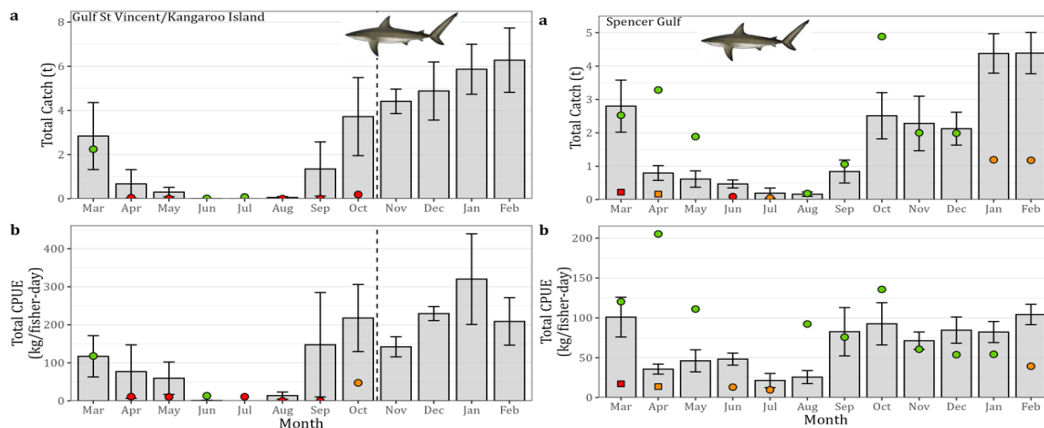 a
Gulf St Vincent/Kangaroo Island
Total Catch (t)
8
6
4
2
0
Mar Apr May Jun Jul Aug Sep Oct Nov Dec Jan Feb
b
Total CPUE
(kg/fisher-day)
400
300
200
100
0
Mar Apr May Jun Jul Aug Sep Oct Nov Dec Jan Feb
Month
a
Spencer Gulf
Total Catch (t)
5
4
3
2
1
0
Mar Apr May Jun Jul Aug Sep Oct Nov Dec Jan Feb
b
Total CPUE
(kg/fisher-day)
200
150
100
50
0
Mar Apr May Jun Jul Aug Sep Oct Nov Dec Jan Feb
Month